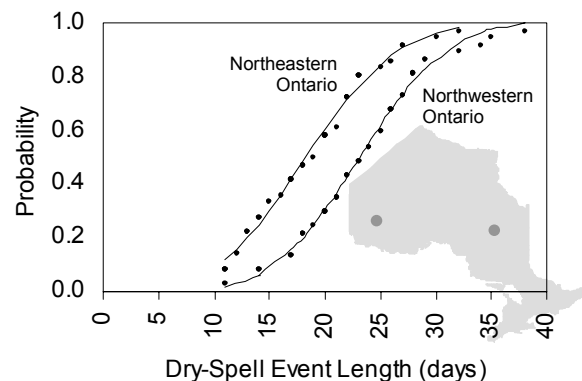 1.0
0.8
0.6
0.4
0.2
0.0
Probability
Northeastern
Ontario
Northwestern
Ontario
0
5
10
15
20
25
30
35
40
Dry-Spell Event Length (days)